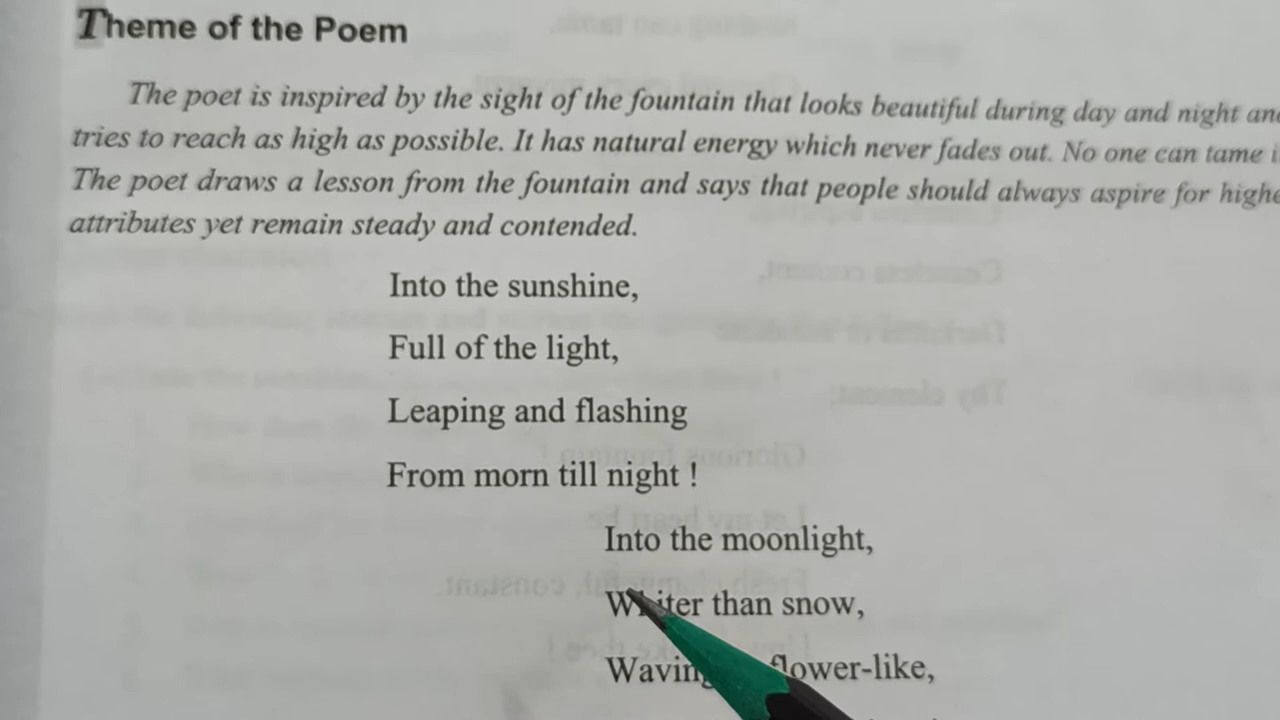 Theme of the Poem
The poet is inspired by the sight of the fountain that looks beautiful during day and night and
tries to reach as high as possible. It has natural energy which never fades out. No one can tame
The poet draws a lesson from the fountain and says that people should always aspire for
attributes yet remain steady and contended.
Into the sunshine,
Full of the light,
Leaping and flashing
From morn till night !
Into the moonlight,
Whiter than snow,
flower-like,